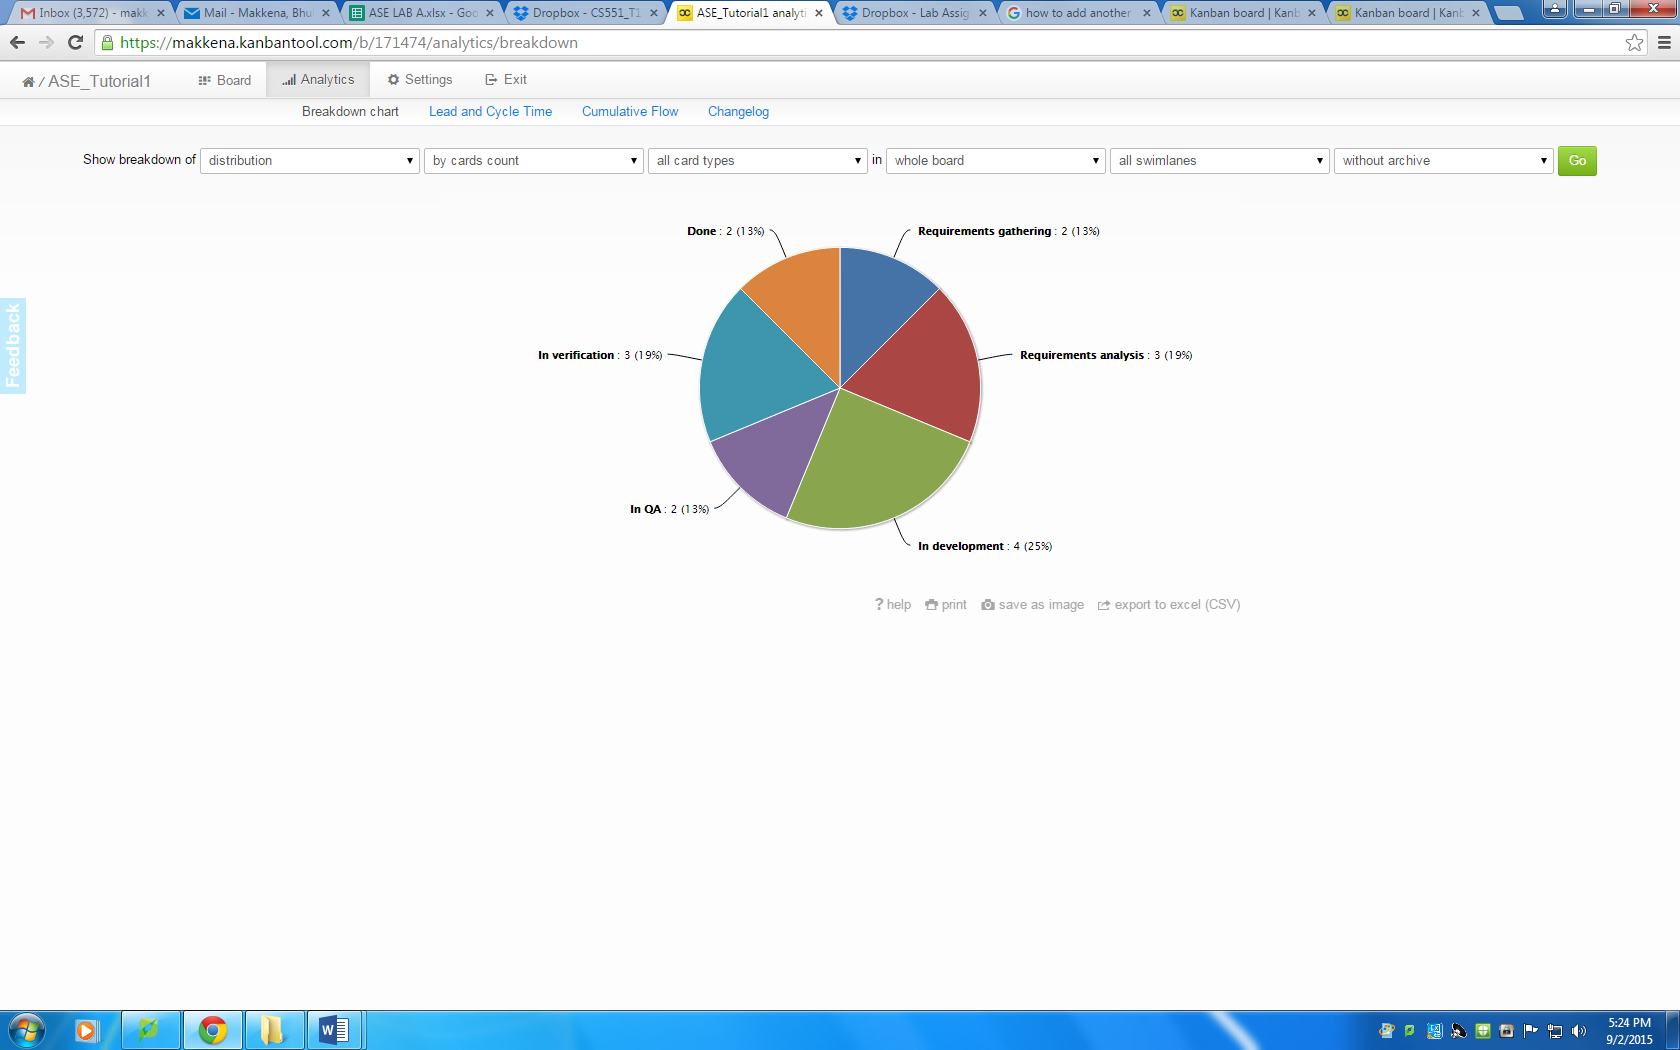 Inbox (3,572) - makk
Mail - Makkena, Bhu
ASE LAB A.xlsx - Goo
Dropbox - CS551_T1
ASE_Tutorial1 analyti
Dropbox - Lab Assig
how to add another
Kanban board | Kanb
Kanban board | Kanb
https://makkena.kanbantool.com/b/171474/analytics/breakdown
/ ASE_Tutorial1
Board
Analytics
Settings
Exit
Breakdown chart
Lead and Cycle Time
Cumulative Flow
Changelog
Show breakdown of distribution by cards count all card types in whole board all swimlanes without archive Go
Done : 2 (13%)
Requirements gathering : 2 (13%)
Feedback
In verification : 3 (19%)
Requirements analysis : 3 (19%)
In QA : 2 (13%)
In development : 4 (25%)
? help
print
save as image
export to excel (CSV)
5:24 PM
9/2/2015